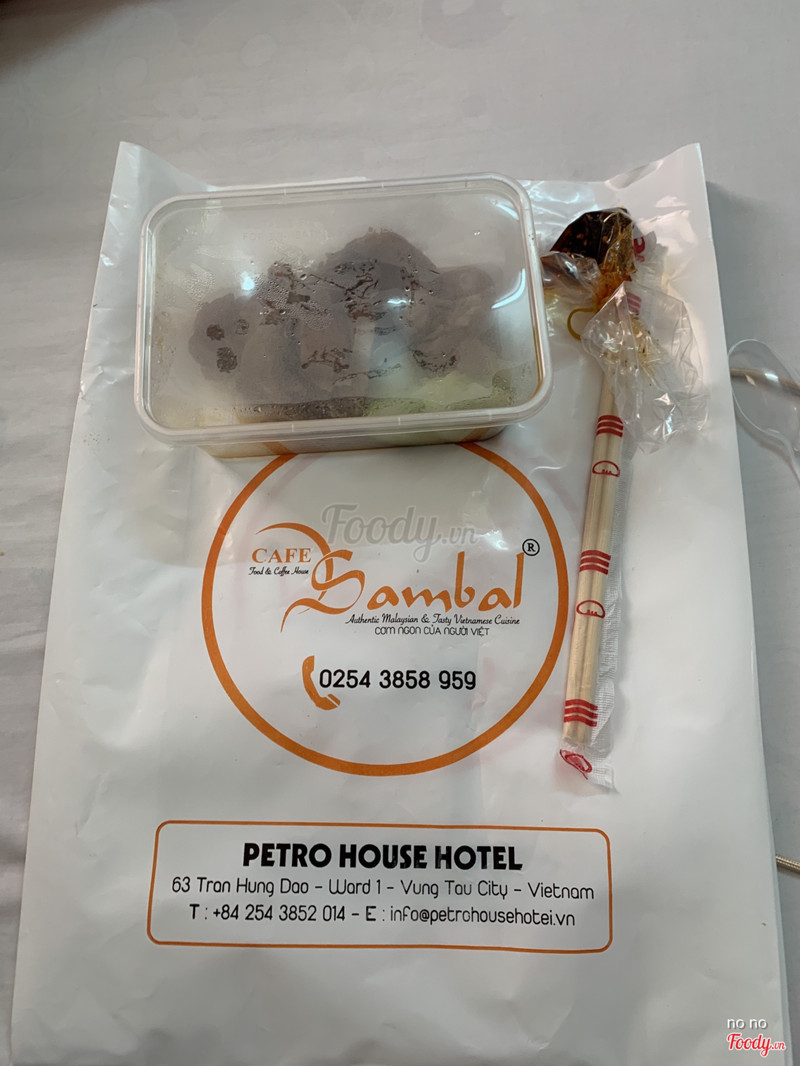 Foody.vn
CAFE
Food & Coffee House
Sambal®
Authentic Malaysian & Tasty Vietnamese Cuisine
CƠM NGON CỦA NGƯỜI VIỆT
0254 3858 959
PETRO HOUSE HOTEL
63 Tran Hung Dao - Ward 1 - Vung Tau City - Vietnam
T : +84 254 3852 014 - E : info@petrohousehotei.vn
no no
Foody.vn